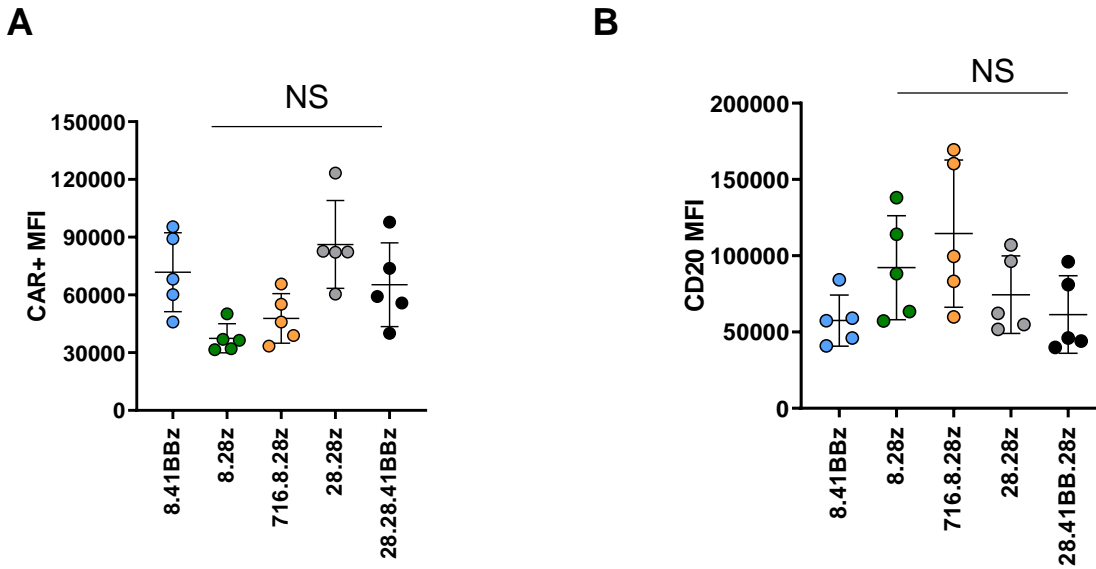 A
NS
CAR+ MFI
150000
120000
90000
60000
30000
0
8.41BBz
8.28z
716.8.28z
28.28z
28.28.41BBz
B
NS
CD20 MFI
200000
150000
100000
50000
0
8.41BBz
8.28z
716.8.28z
28.28z
28.41BB.28z